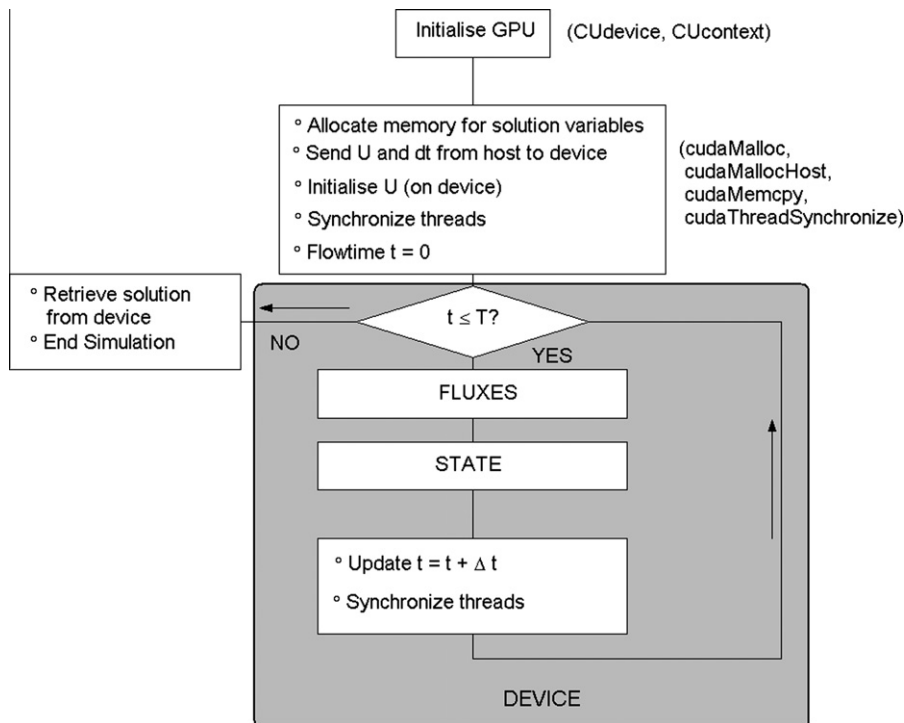 Initialise GPU
(CUdevice, CUcontext)
° Allocate memory for solution variables
° Send U and dt from host to device
° Initialise U (on device)
° Synchronize threads
° Flowtime t = 0
(cudaMalloc,
cudaMallocHost,
cudaMemcpy,
cudaThreadSynchronize)
° Retrieve solution
from device
° End Simulation
t ≤ T?
NO
YES
FLUXES
STATE
° Update t = t + Δ t
° Synchronize threads
DEVICE